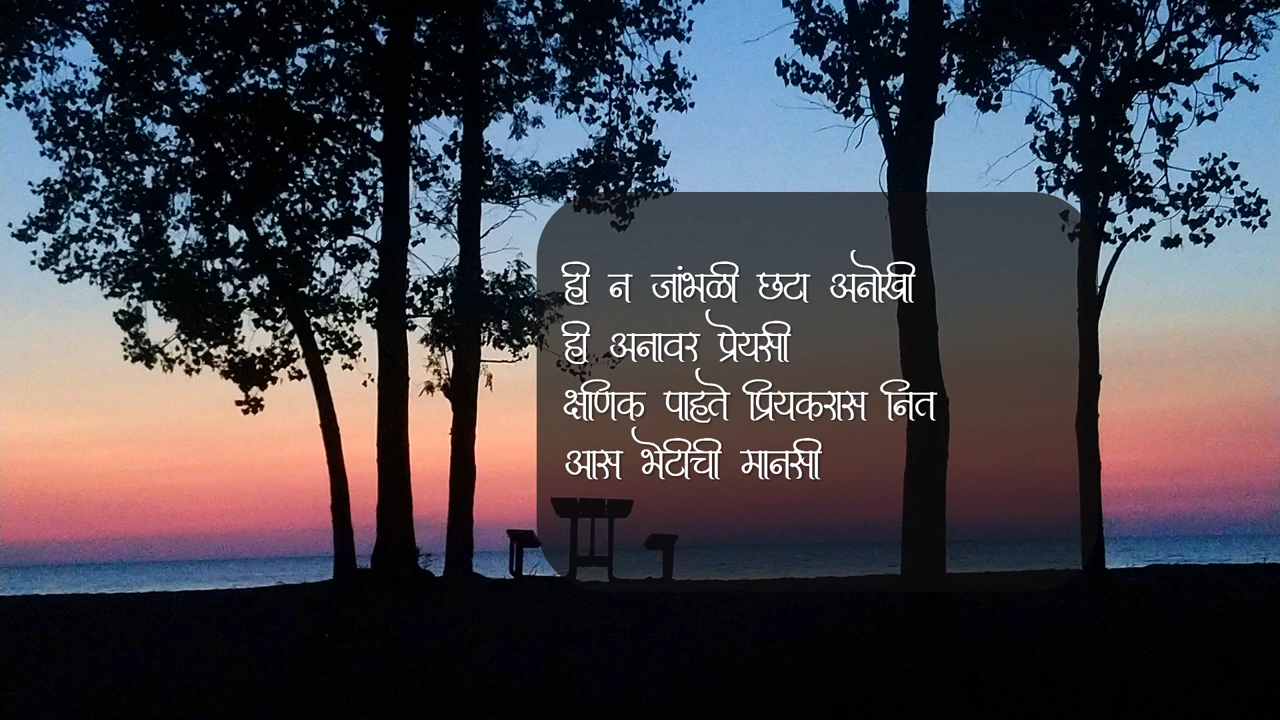 ही न जांभळी छटा अनोखी
ही अनावर प्रेयसी
क्षणिक पाहते प्रियकरास नित
आस भेटीची मानसी